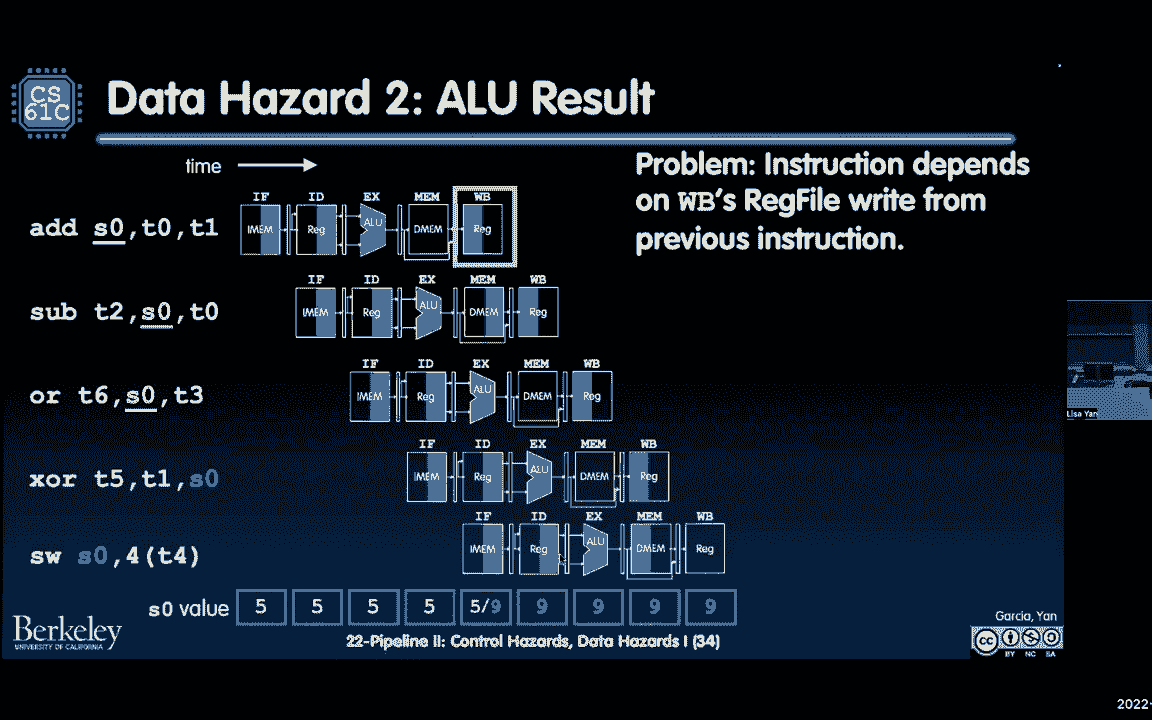 CS
61C
Data Hazard 2: ALU Result
time
Problem: Instruction depends
on WB's RegFile write from
previous instruction.
IF ID EX MEM WB
add s0,t0,t1
IMEM Reg ALU DMEM Reg
IF ID EX MEM WB
sub t2,s0,t0
IMEM Reg ALU DMEM Reg
IF ID EX MEM WB
or t6,s0,t3
IMEM Reg ALU DMEM Reg
IF ID EX MEM WB
xor t5,t1,s0
IMEM Reg ALU DMEM Reg
IF ID EX MEM WB
sw s0,4(t4)
IMEM Reg ALU DMEM Reg
s0 value 5 5 5 5 5/9 9 9 9 9
Berkeley
UNIVERSITY OF CALIFORNIA
22-Pipeline II: Control Hazards, Data Hazards I (34)
Garcia, Yan
cc
BY NC SA
Lisa Yan
2022-